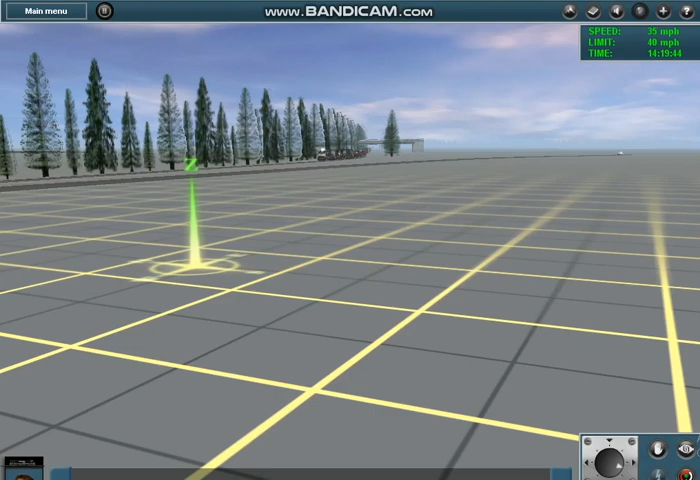 Main menu
WWW.BANDICAM.COM
SPEED: 35 mph
LIMIT: 40 mph
TIME: 14:19:44
N
?